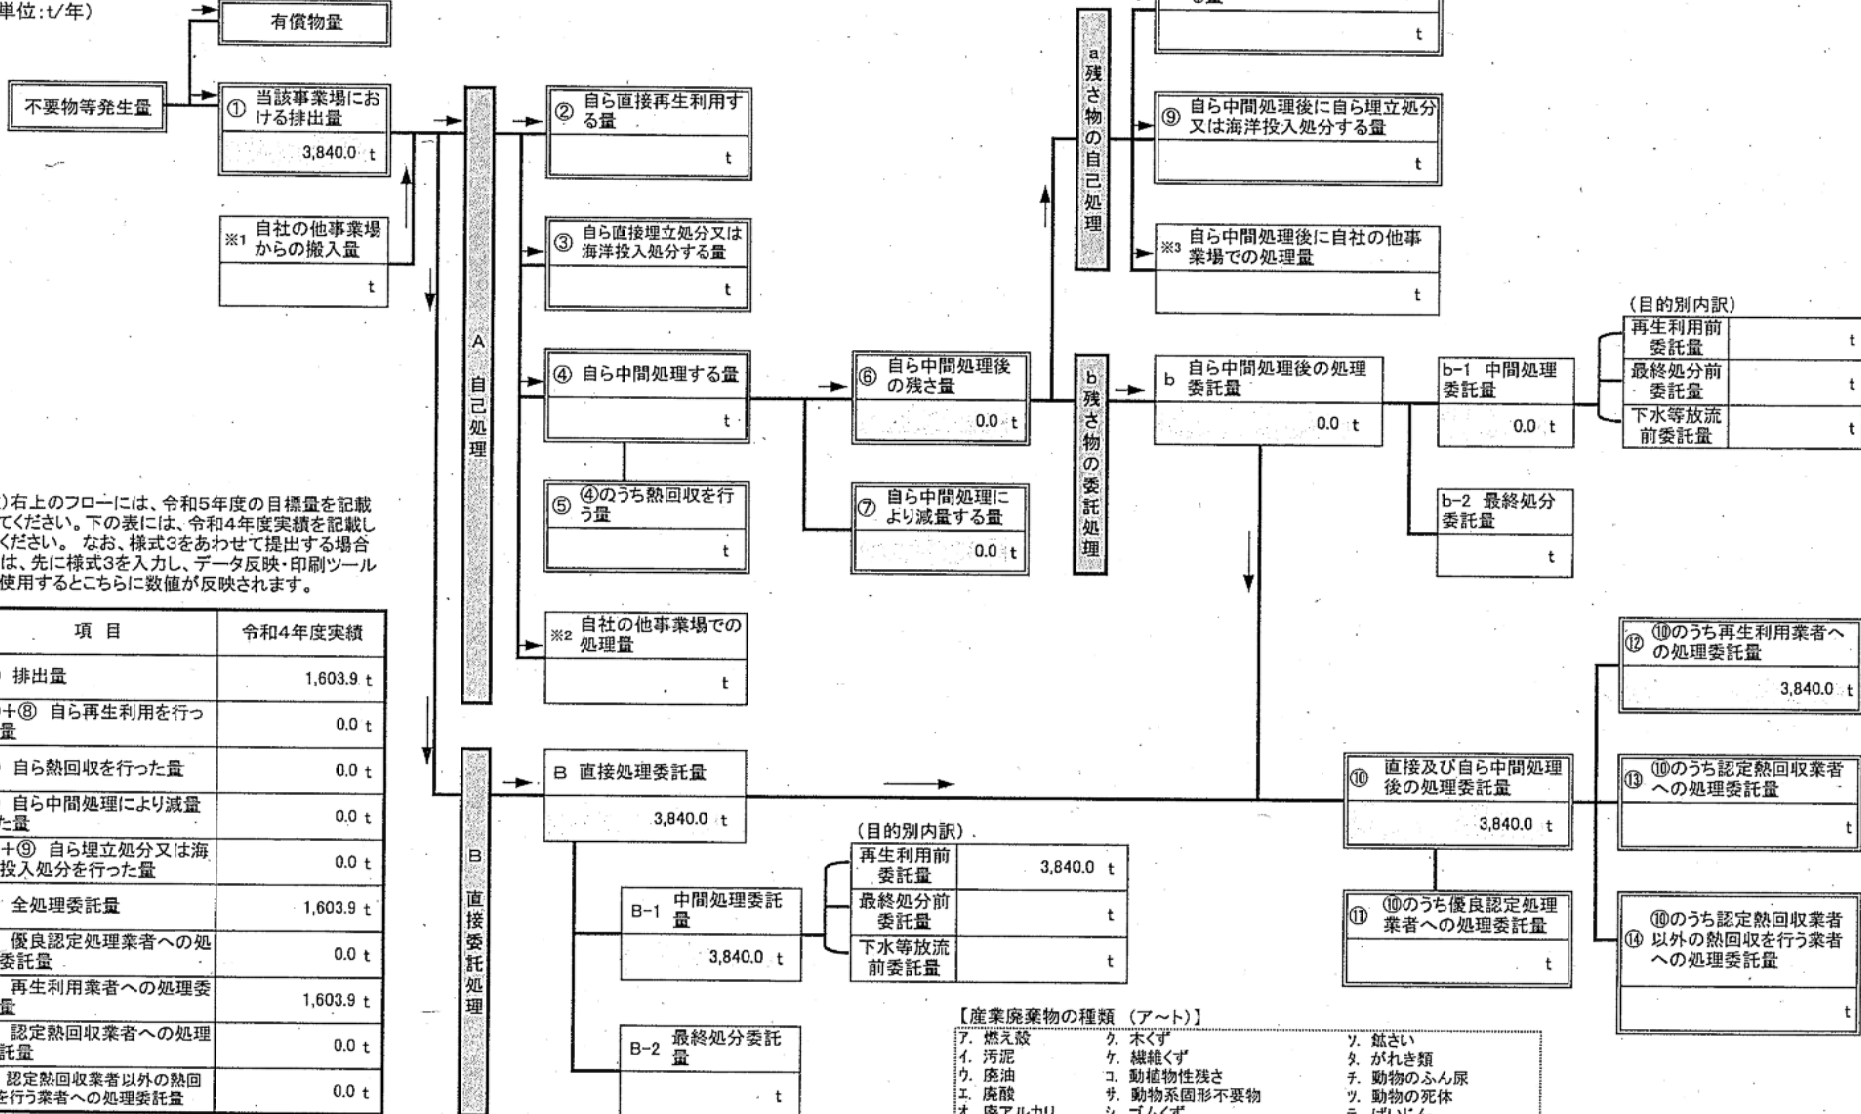 単位:t/年)
有償物量
不要物等発生量
① 当該事業場にお
ける排出量
3,840.0 t
※1 自社の他事業場
からの搬入量
t
A 自己処理
② 自ら直接再生利用す
る量
t
③ 自ら直接埋立処分又は
海洋投入処分する量
t
④ 自ら中間処理する量
t
⑤ ④のうち熱回収を行
う量
t
※2 自社の他事業場での
処理量
t
⑥ 自ら中間処理後
の残さ量
0.0 t
⑦ 自ら中間処理に
より減量する量
0.0 t
a 残さ物の自己処理
t
⑨ 自ら中間処理後に自ら埋立処分
又は海洋投入処分する量
t
※3 自ら中間処理後に自社の他事
業場での処理量
t
b 残さ物の委託処理
b 自ら中間処理後の処理
委託量
0.0 t
b-1 中間処理
委託量
0.0 t
b-2 最終処分
委託量
t
(目的別内訳)
再生利用前
委託量
t
最終処分前
委託量
t
下水等放流
前委託量
t
)右上のフローには、令和5年度の目標量を記載
てください。下の表には、令和4年度実績を記載し
ください。 なお、様式3をあわせて提出する場合
は、先に様式3を入力し、データ反映・印刷ツール
使用するとこちらに数値が反映されます。
項 目 令和4年度実績
排出量 1,603.9 t
+⑧ 自ら再生利用を行っ
量 0.0 t
自ら熱回収を行った量 0.0 t
自ら中間処理により減量
た量 0.0 t
+⑨ 自ら埋立処分又は海
投入処分を行った量 0.0 t
全処理委託量 1,603.9 t
優良認定処理業者への処
委託量 0.0 t
再生利用業者への処理委
量 1,603.9 t
認定熱回収業者への処理
託量 0.0 t
認定熱回収業者以外の熱回
を行う業者への処理委託量 0.0 t
B 直接委託処理
B 直接処理委託量
3,840.0 t
B-1 中間処理委託
量
3,840.0 t
B-2 最終処分委託
量
t
(目的別内訳)
再生利用前
委託量
3,840.0 t
最終処分前
委託量
t
下水等放流
前委託量
t
⑩ 直接及び自ら中間処理
後の処理委託量
3,840.0 t
⑪ ⑩のうち優良認定処理
業者への処理委託量
t
⑫ ⑩のうち再生利用業者へ
の処理委託量
3,840.0 t
⑬ ⑩のうち認定熱回収業者
への処理委託量
t
⑭ ⑩のうち認定熱回収業者
以外の熱回収を行う業者
への処理委託量
t
【産業廃棄物の種類 (ア~ト)】
ア. 燃え殻 ク. 木くず ソ. 鉱さい
イ. 汚泥 ケ. 繊維くず タ. がれき類
ウ. 廃油 コ. 動植物性残さ チ. 動物のふん尿
エ. 廃酸 サ. 動物系固形不要物 ツ. 動物の死体